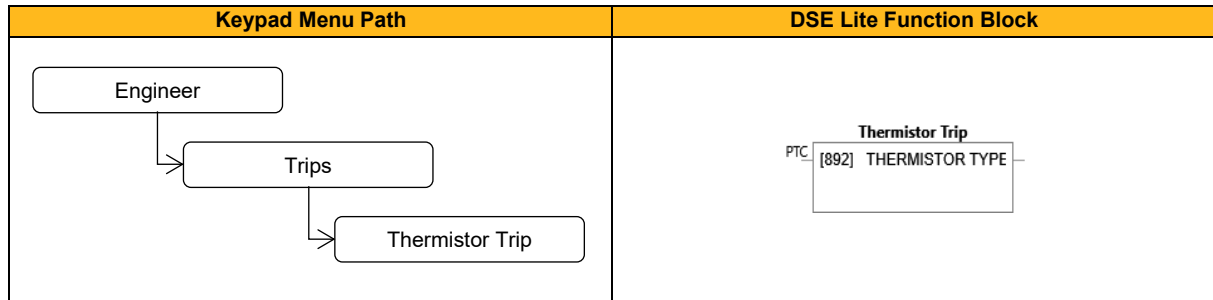 Keypad Menu Path
DSE Lite Function Block
Engineer
Trips
Thermistor Trip
Thermistor Trip
PTC
[892] THERMISTOR TYPE